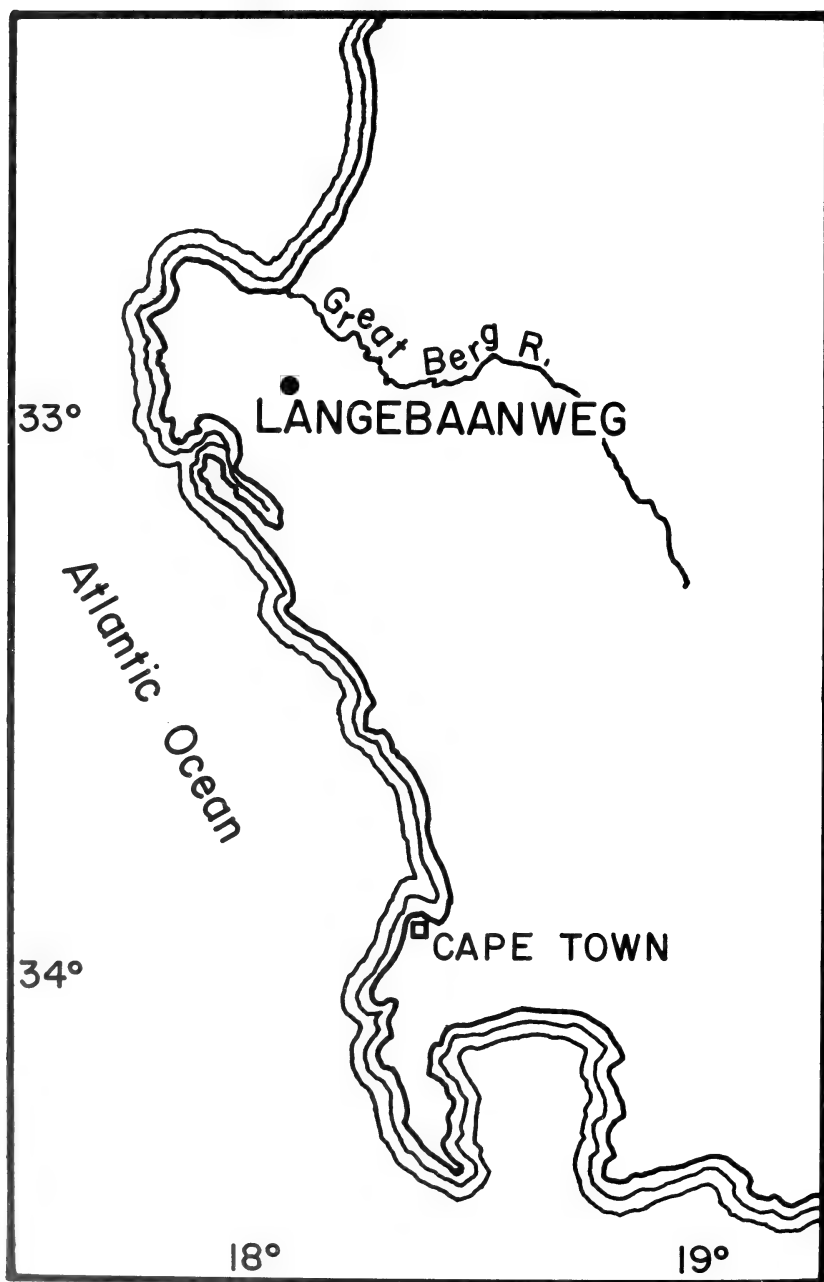 Great Berg R.
33°
LANGEBAANWEG
Atlantic Ocean
CAPE TOWN
34°
18°
19°